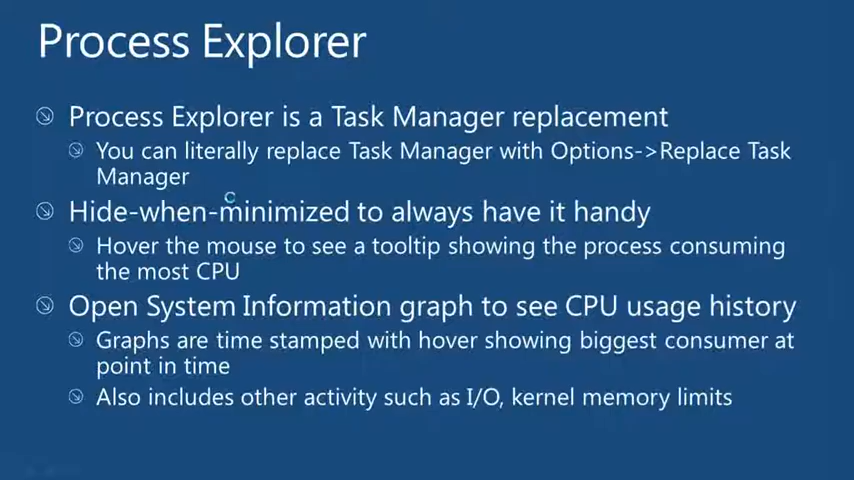 Process Explorer
Process Explorer is a Task Manager replacement
You can literally replace Task Manager with Options->Replace Task
Manager
Hide-when-minimized to always have it handy
Hover the mouse to see a tooltip showing the process consuming
the most CPU
Open System Information graph to see CPU usage history
Graphs are time stamped with hover showing biggest consumer at
point in time
Also includes other activity such as I/O, kernel memory limits